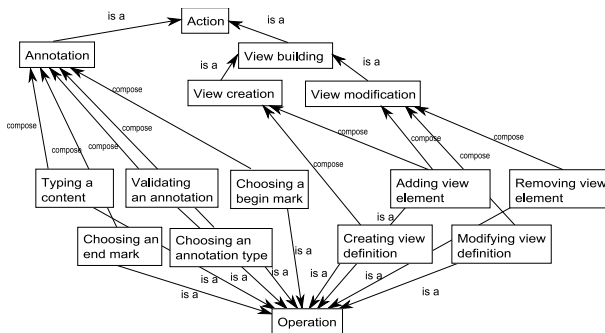 is a
Action
is a
Annotation
is a
View building
is a
View creation
View modification
compose
compose
compose
compose
compose
compose
compose
compose
compose
compose
Typing a
content
Validating
an annotation
Choosing a
begin mark
Adding view
element
Removing view
element
is a
Choosing an
end mark
Choosing an
annotation type
Creating view
definition
Modifying view
definition
is a
is a
is a
is a
is a
is a
is a
is a
Operation